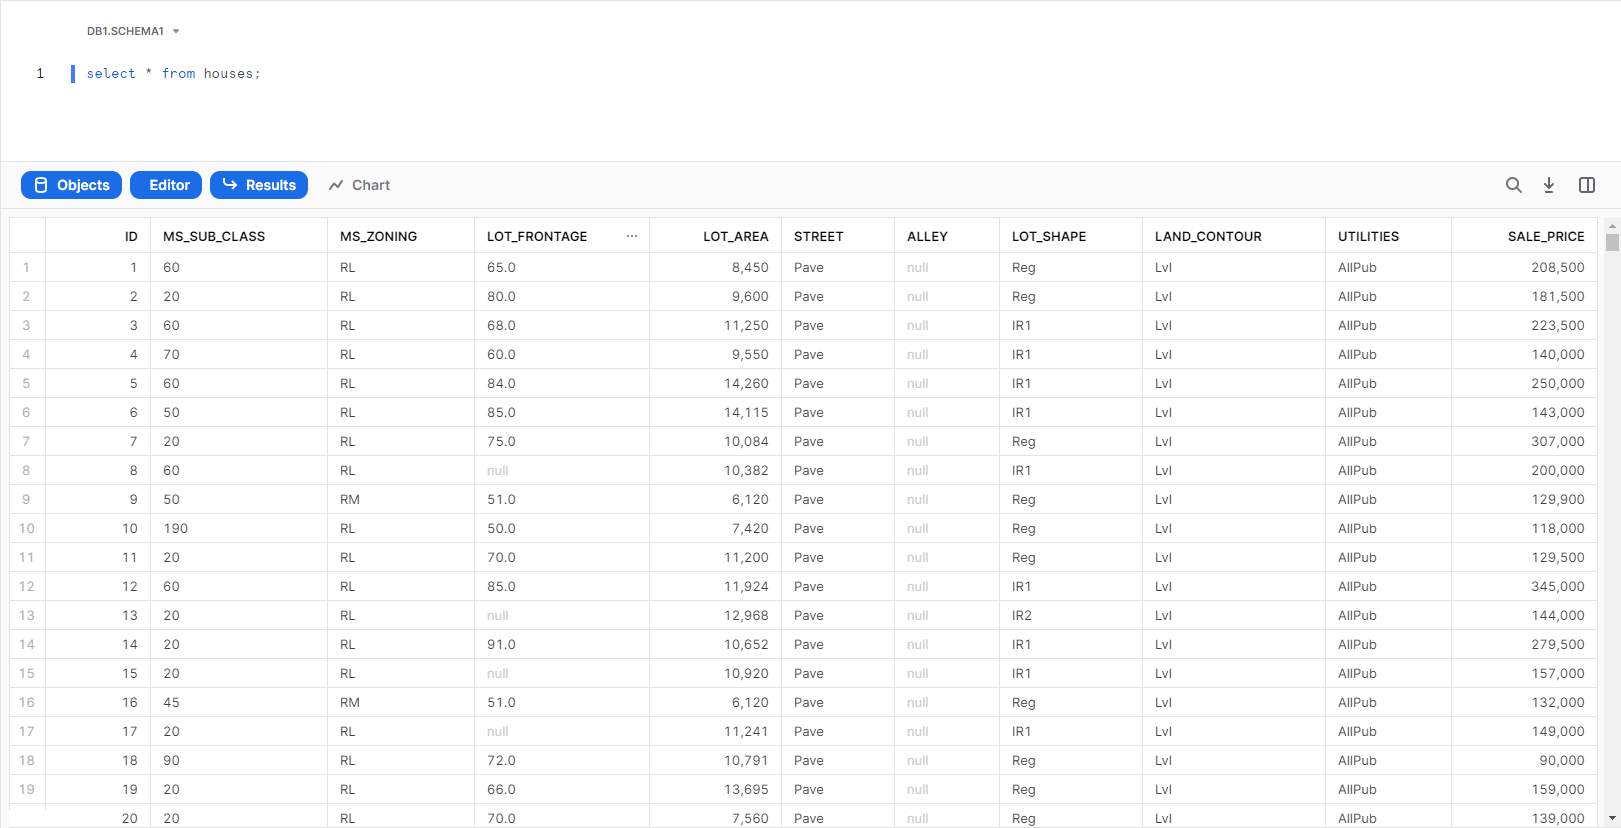 DB1.SCHEMA1
1 select * from houses;
Objects Editor Results Chart
ID MS_SUB_CLASS MS_ZONING LOT_FRONTAGE ... LOT_AREA STREET ALLEY LOT_SHAPE LAND_CONTOUR UTILITIES SALE_PRICE
1 1 60 RL 65.0 8,450 Pave null Reg Lvl AllPub 208,500
2 2 20 RL 80.0 9,600 Pave null Reg Lvl AllPub 181,500
3 3 60 RL 68.0 11,250 Pave null IR1 Lvl AllPub 223,500
4 4 70 RL 60.0 9,550 Pave null IR1 Lvl AllPub 140,000
5 5 60 RL 84.0 14,260 Pave null IR1 Lvl AllPub 250,000
6 6 50 RL 85.0 14,115 Pave null IR1 Lvl AllPub 143,000
7 7 20 RL 75.0 10,084 Pave null Reg Lvl AllPub 307,000
8 8 60 RL null 10,382 Pave null IR1 Lvl AllPub 200,000
9 9 50 RM 51.0 6,120 Pave null Reg Lvl AllPub 129,900
10 10 190 RL 50.0 7,420 Pave null Reg Lvl AllPub 118,000
11 11 20 RL 70.0 11,200 Pave null Reg Lvl AllPub 129,500
12 12 60 RL 85.0 11,924 Pave null IR1 Lvl AllPub 345,000
13 13 20 RL null 12,968 Pave null IR2 Lvl AllPub 144,000
14 14 20 RL 91.0 10,652 Pave null IR1 Lvl AllPub 279,500
15 15 20 RL null 10,920 Pave null IR1 Lvl AllPub 157,000
16 16 45 RM 51.0 6,120 Pave null Reg Lvl AllPub 132,000
17 17 20 RL null 11,241 Pave null IR1 Lvl AllPub 149,000
18 18 90 RL 72.0 10,791 Pave null Reg Lvl AllPub 90,000
19 19 20 RL 66.0 13,695 Pave null Reg Lvl AllPub 159,000
20 20 RL 70.0 7,560 Pave null Reg Lvl AllPub 139,000